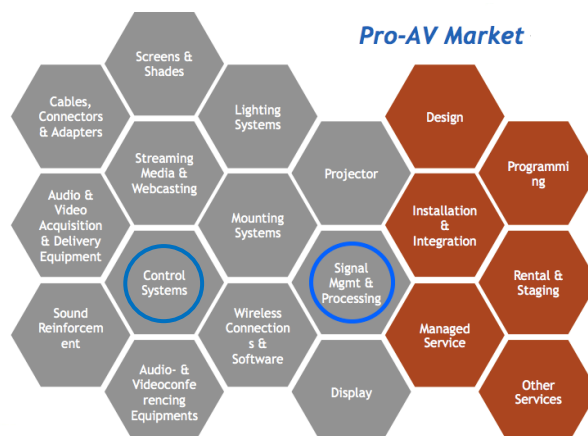 Pro-AV Market
Screens &
Shades
Cables,
Connectors
& Adapters
Lighting
Systems
Design
Streaming
Media &
Webcasting
Projector
Programmi
ng
Audio &
Video
Acquisition
& Delivery
Equipment
Mounting
Systems
Installation
&
Integration
Control
Systems
Signal
Mgmt &
Processing
Rental &
Staging
Sound
Reinforcem
ent
Wireless
Connection
s &
Software
Managed
Service
Audio- &
Videoconfe
rencing
Equipments
Display
Other
Services